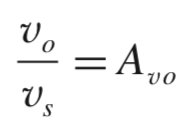 v_o / v_s = A_vo